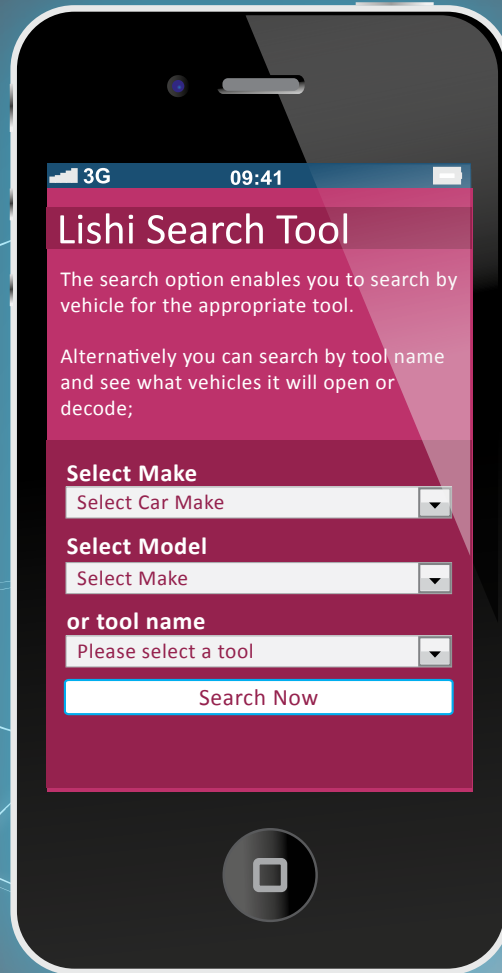 3G 09:41
Lishi Search Tool
The search option enables you to search by
vehicle for the appropriate tool.
Alternatively you can search by tool name
and see what vehicles it will open or
decode;
Select Make
Select Car Make
Select Model
Select Make
or tool name
Please select a tool
Search Now